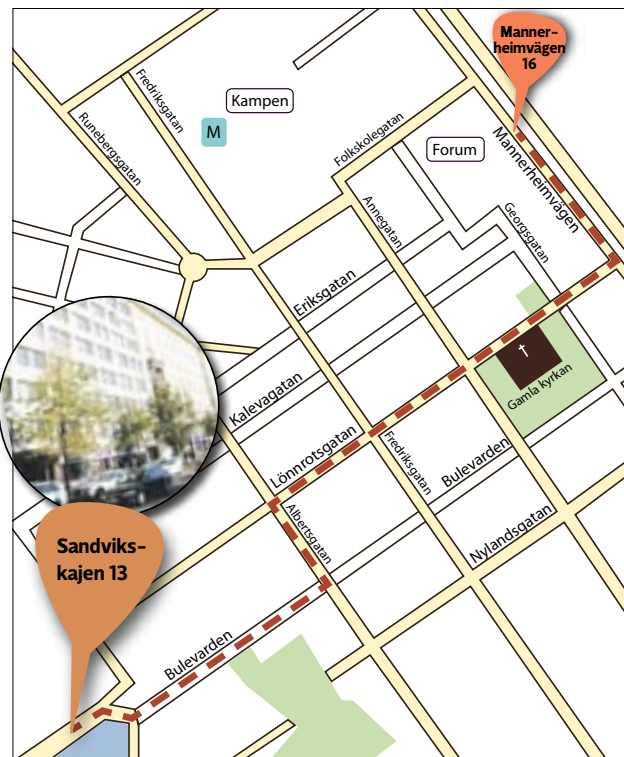 Manner-
heimvägen
16
Fredriksgatan
Kampen
M
Runebergsgatan
Folkskolegatan
Forum
Mannerheimvägen
Annegatan
Georgsgatan
Eriksgatan
Kalevagatan
Gamla kyrkan
Lönnrotsgatan
Fredriksgatan
Bulevarden
Albertsgatan
Nylandsgatan
Sandviks-
kajen 13
Bulevarden